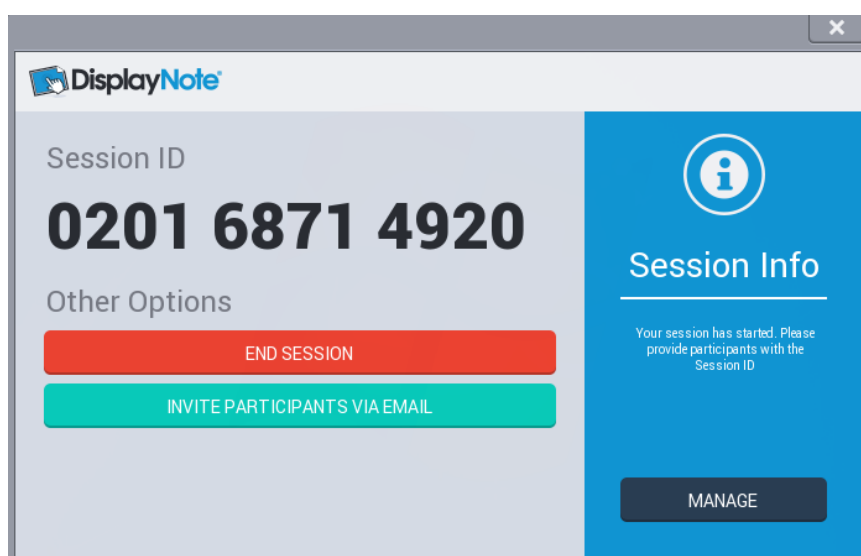 DisplayNote
Session ID
0201 6871 4920
Other Options
END SESSION
INVITE PARTICIPANTS VIA EMAIL
Session Info
Your session has started. Please
provide participants with the
Session ID
MANAGE